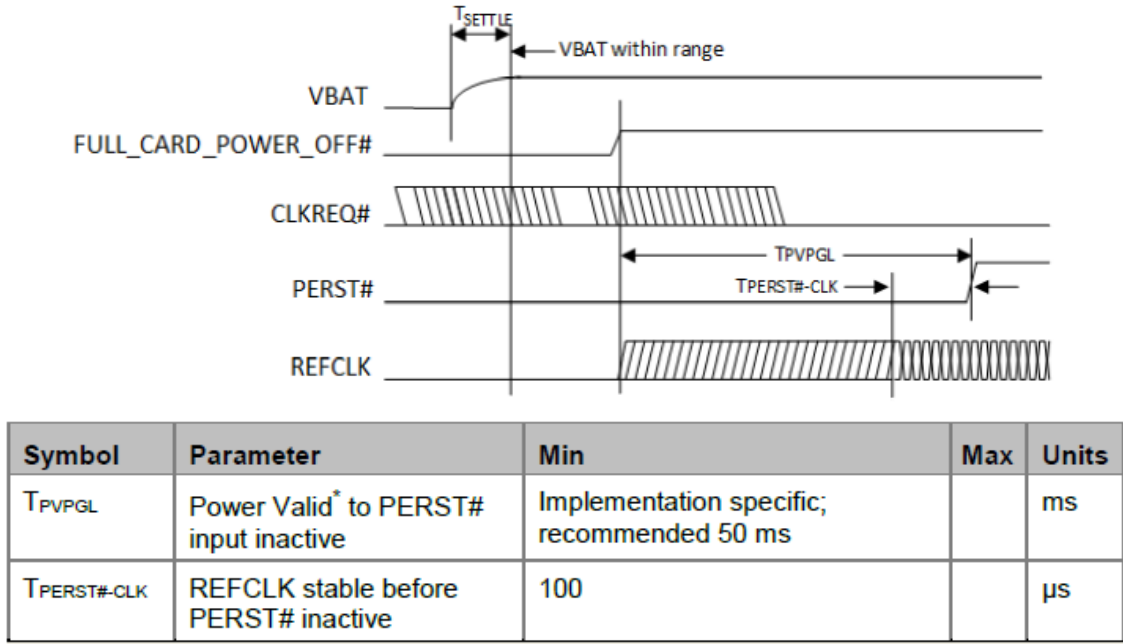 TSETTLE
VBAT within range
VBAT
FULL_CARD_POWER_OFF#
CLKREQ#
TPVPGL
PERST#
TPERST#-CLK
REFCLK
Symbol Parameter Min Max Units
TPVPGL Power Valid* to PERST# Implementation specific; ms
input inactive recommended 50 ms
TPERST#-CLK REFCLK stable before 100 µs
PERST# inactive